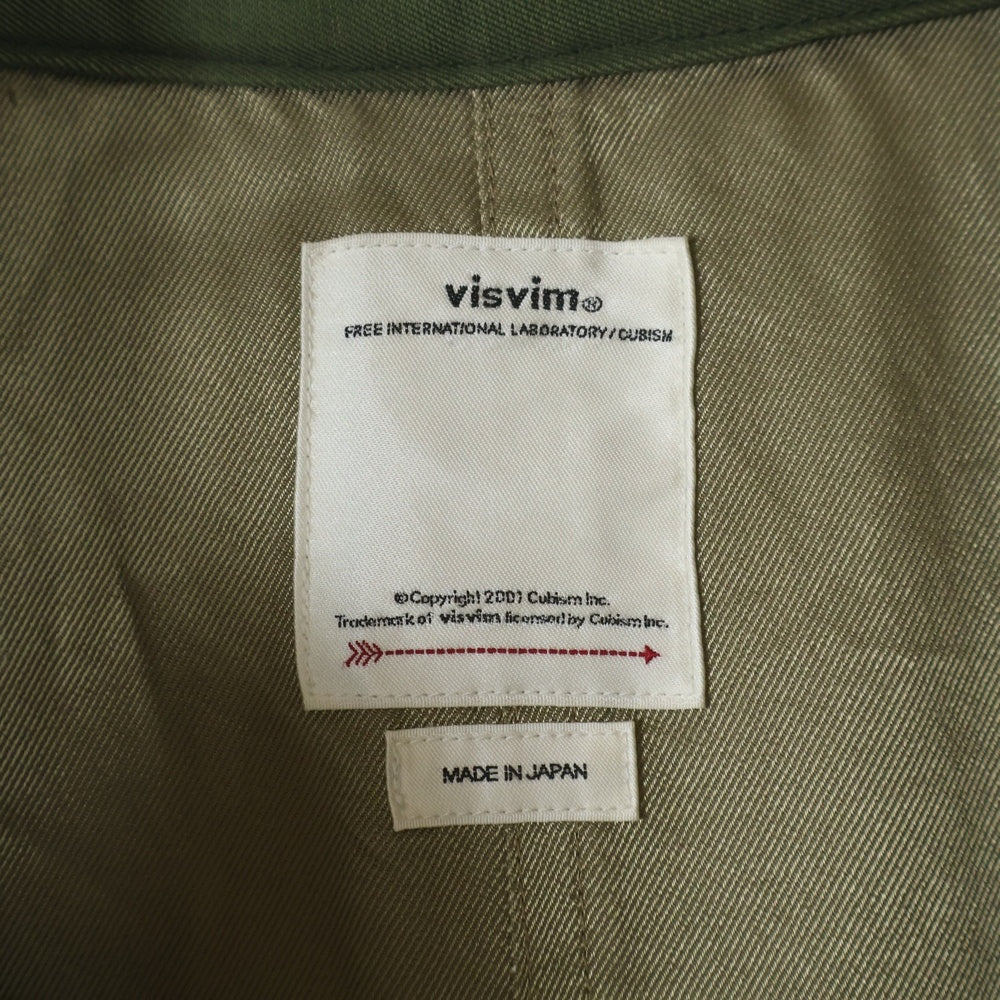 visvim®
FREE INTERNATIONAL LABORATORY / CUBISM
©Copyright 2001 Cubism Inc.
Trademark of visvim licensed by Cubism Inc.
MADE IN JAPAN